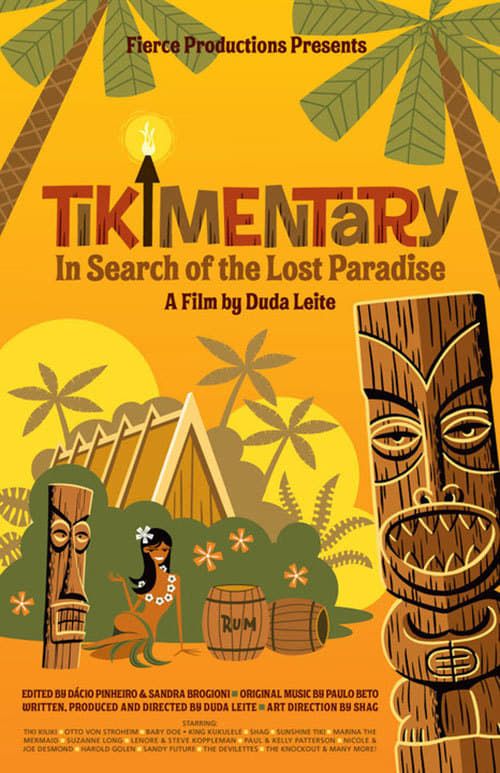 Fierce Productions Presents
TiKiMENTaRy
In Search of the Lost Paradise
A Film by Duda Leite
RUM
EDITED BY DÁCIO PINHEIRO & SANDRA BROGIONI ■ ORIGINAL MUSIC BY PAULO BETO
WRITTEN, PRODUCED AND DIRECTED BY DUDA LEITE ■ ART DIRECTION BY SHAG
STARRING:
TIKI KILIKI ■ OTTO VON STROHEIM ■ BABY DOE ■ KING KUKULELE ■ SHAG ■ SUNSHINE TIKI ■ MARINA THE
MERMAID ■ SUZANNE LONG ■ LENORE & STEVE KOPPLEMAN ■ PAUL & KELLY PATTERSON ■ NICOLE &
JOE DESMOND ■ HAROLD GOLEN ■ SANDY FUTURE ■ THE DEVILETTES ■ THE KNOCKOUT & MANY MORE!